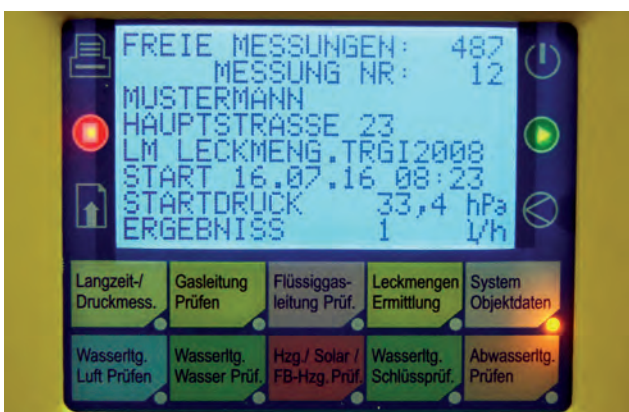 FREIE MESSUNGEN: 487
MESSUNG NR: 12
MUSTERMANN
HAUPTSTRASSE 23
LM LECKMENG.TRGI2008
START 16.07.16 08:23
STARTDRUCK 33,4 hPa
ERGEBNISS 1 l/h
Langzeit-/
Druckmess.
Gasleitung
Prüfen
Flüssiggas-
leitung Prüf.
Leckmengen
Ermittlung
System
Objektdaten
Wasserltg.
Luft Prüfen
Wasserltg.
Wasser Prüf.
Hzg./ Solar /
FB-Hzg. Prüf.
Wasserltg.
Schlüssprüf.
Abwasserltg.
Prüfen